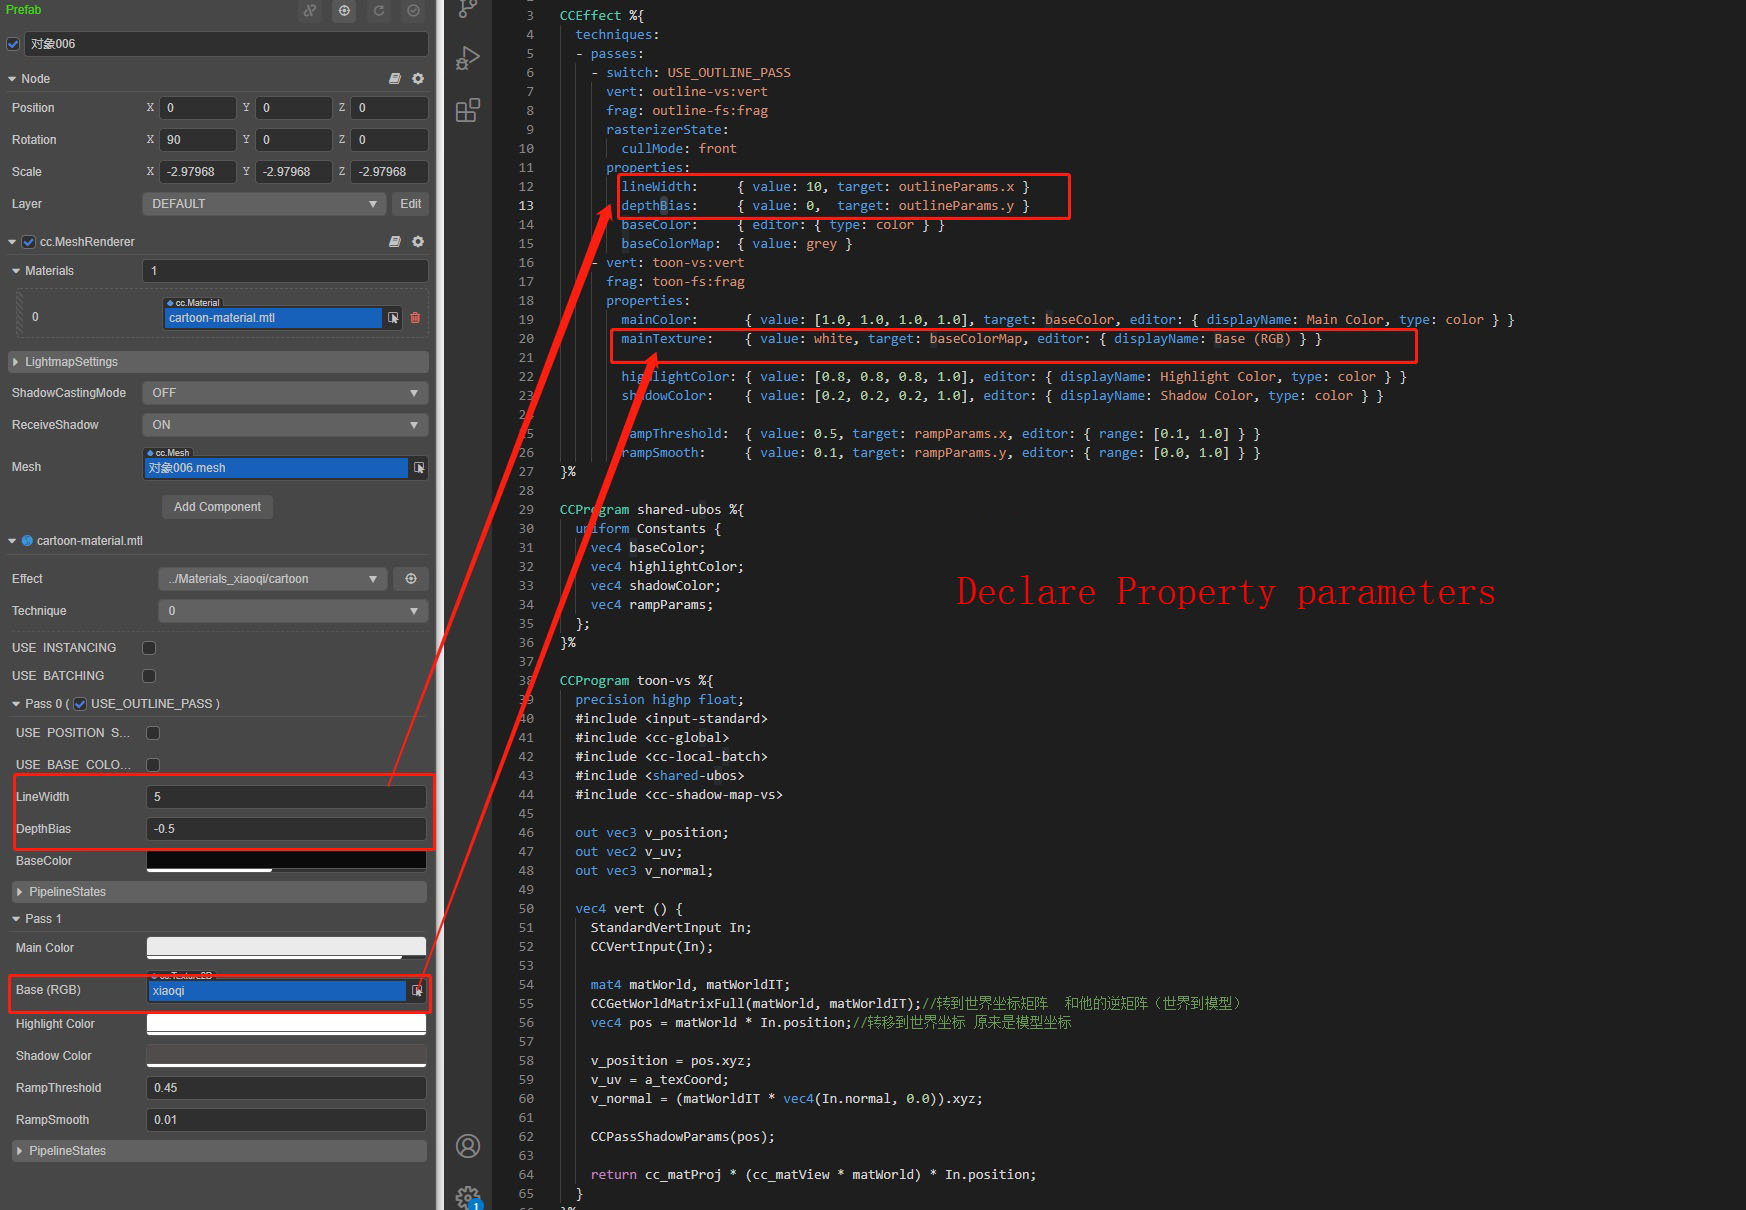 Prefab
对象006
Node
Position X 0 Y 0 Z 0
Rotation X 90 Y 0 Z 0
Scale X -2.97968 Y -2.97968 Z -2.97968
Layer DEFAULT Edit
cc.MeshRenderer
Materials 1
cc.Material
0 cartoon-material.mtl
LightmapSettings
ShadowCastingMode OFF
ReceiveShadow ON
cc.Mesh
Mesh 对象006.mesh
Add Component
cartoon-material.mtl
Effect ../Materials_xiaoqi/cartoon
Technique 0
USE INSTANCING
USE BATCHING
Pass 0 ( USE_OUTLINE_PASS )
USE POSITION S...
USE BASE COLO...
LineWidth 5
DepthBias -0.5
BaseColor
PipelineStates
Pass 1
Main Color
cc.Texture2D
Base (RGB) xiaoqi
Highlight Color
Shadow Color
RampThreshold 0.45
RampSmooth 0.01
PipelineStates
1
3 CCEffect %{
4 techniques:
5 - passes:
6 - switch: USE_OUTLINE_PASS
7 vert: outline-vs:vert
8 frag: outline-fs:frag
9 rasterizerState:
10 cullMode: front
11 properties:
12 lineWidth: { value: 10, target: outlineParams.x }
13 depthBias: { value: 0, target: outlineParams.y }
14 baseColor: { editor: { type: color } }
15 baseColorMap: { value: grey }
16 - vert: toon-vs:vert
17 frag: toon-fs:frag
18 properties:
19 mainColor: { value: [1.0, 1.0, 1.0, 1.0], target: baseColor, editor: { displayName: Main Color, type: color } }
20 mainTexture: { value: white, target: baseColorMap, editor: { displayName: Base (RGB) } }
21
22 highlightColor: { value: [0.8, 0.8, 0.8, 1.0], editor: { displayName: Highlight Color, type: color } }
23 shadowColor: { value: [0.2, 0.2, 0.2, 1.0], editor: { displayName: Shadow Color, type: color } }
24
25 rampThreshold: { value: 0.5, target: rampParams.x, editor: { range: [0.1, 1.0] } }
26 rampSmooth: { value: 0.1, target: rampParams.y, editor: { range: [0.0, 1.0] } }
27 }%
28
29 CCProgram shared-ubos %{
30 uniform Constants {
31 vec4 baseColor;
32 vec4 highlightColor;
33 vec4 shadowColor;
34 vec4 rampParams;
35 };
36 }%
Declare Property parameters
37
38 CCProgram toon-vs %{
39 precision highp float;
40 #include <input-standard>
41 #include <cc-global>
42 #include <cc-local-batch>
43 #include <shared-ubos>
44 #include <cc-shadow-map-vs>
45
46 out vec3 v_position;
47 out vec2 v_uv;
48 out vec3 v_normal;
49
50 vec4 vert () {
51 StandardVertInput In;
52 CCVertInput(In);
53
54 mat4 matWorld, matWorldIT;
55 CCGetWorldMatrixFull(matWorld, matWorldIT);//转到世界坐标矩阵 和他的逆矩阵（世界到模型）
56 vec4 pos = matWorld * In.position;//转移到世界坐标 原来是模型坐标
57
58 v_position = pos.xyz;
59 v_uv = a_texCoord;
60 v_normal = (matWorldIT * vec4(In.normal, 0.0)).xyz;
61
62 CCPassShadowParams(pos);
63
64 return cc_matProj * (cc_matView * matWorld) * In.position;
65 }